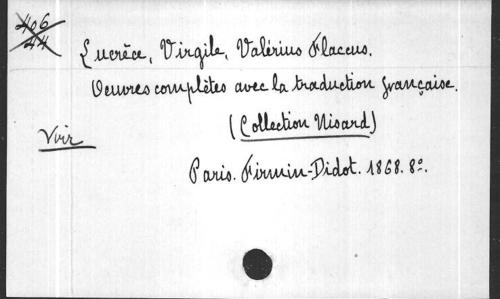 406
44
Lucrèce, Virgile, Valérius Flaccus.
Oeuvres complètes avec la traduction française.
(Collection Nisard)
Voir
Paris. Firmin-Didot. 1868. 8º.